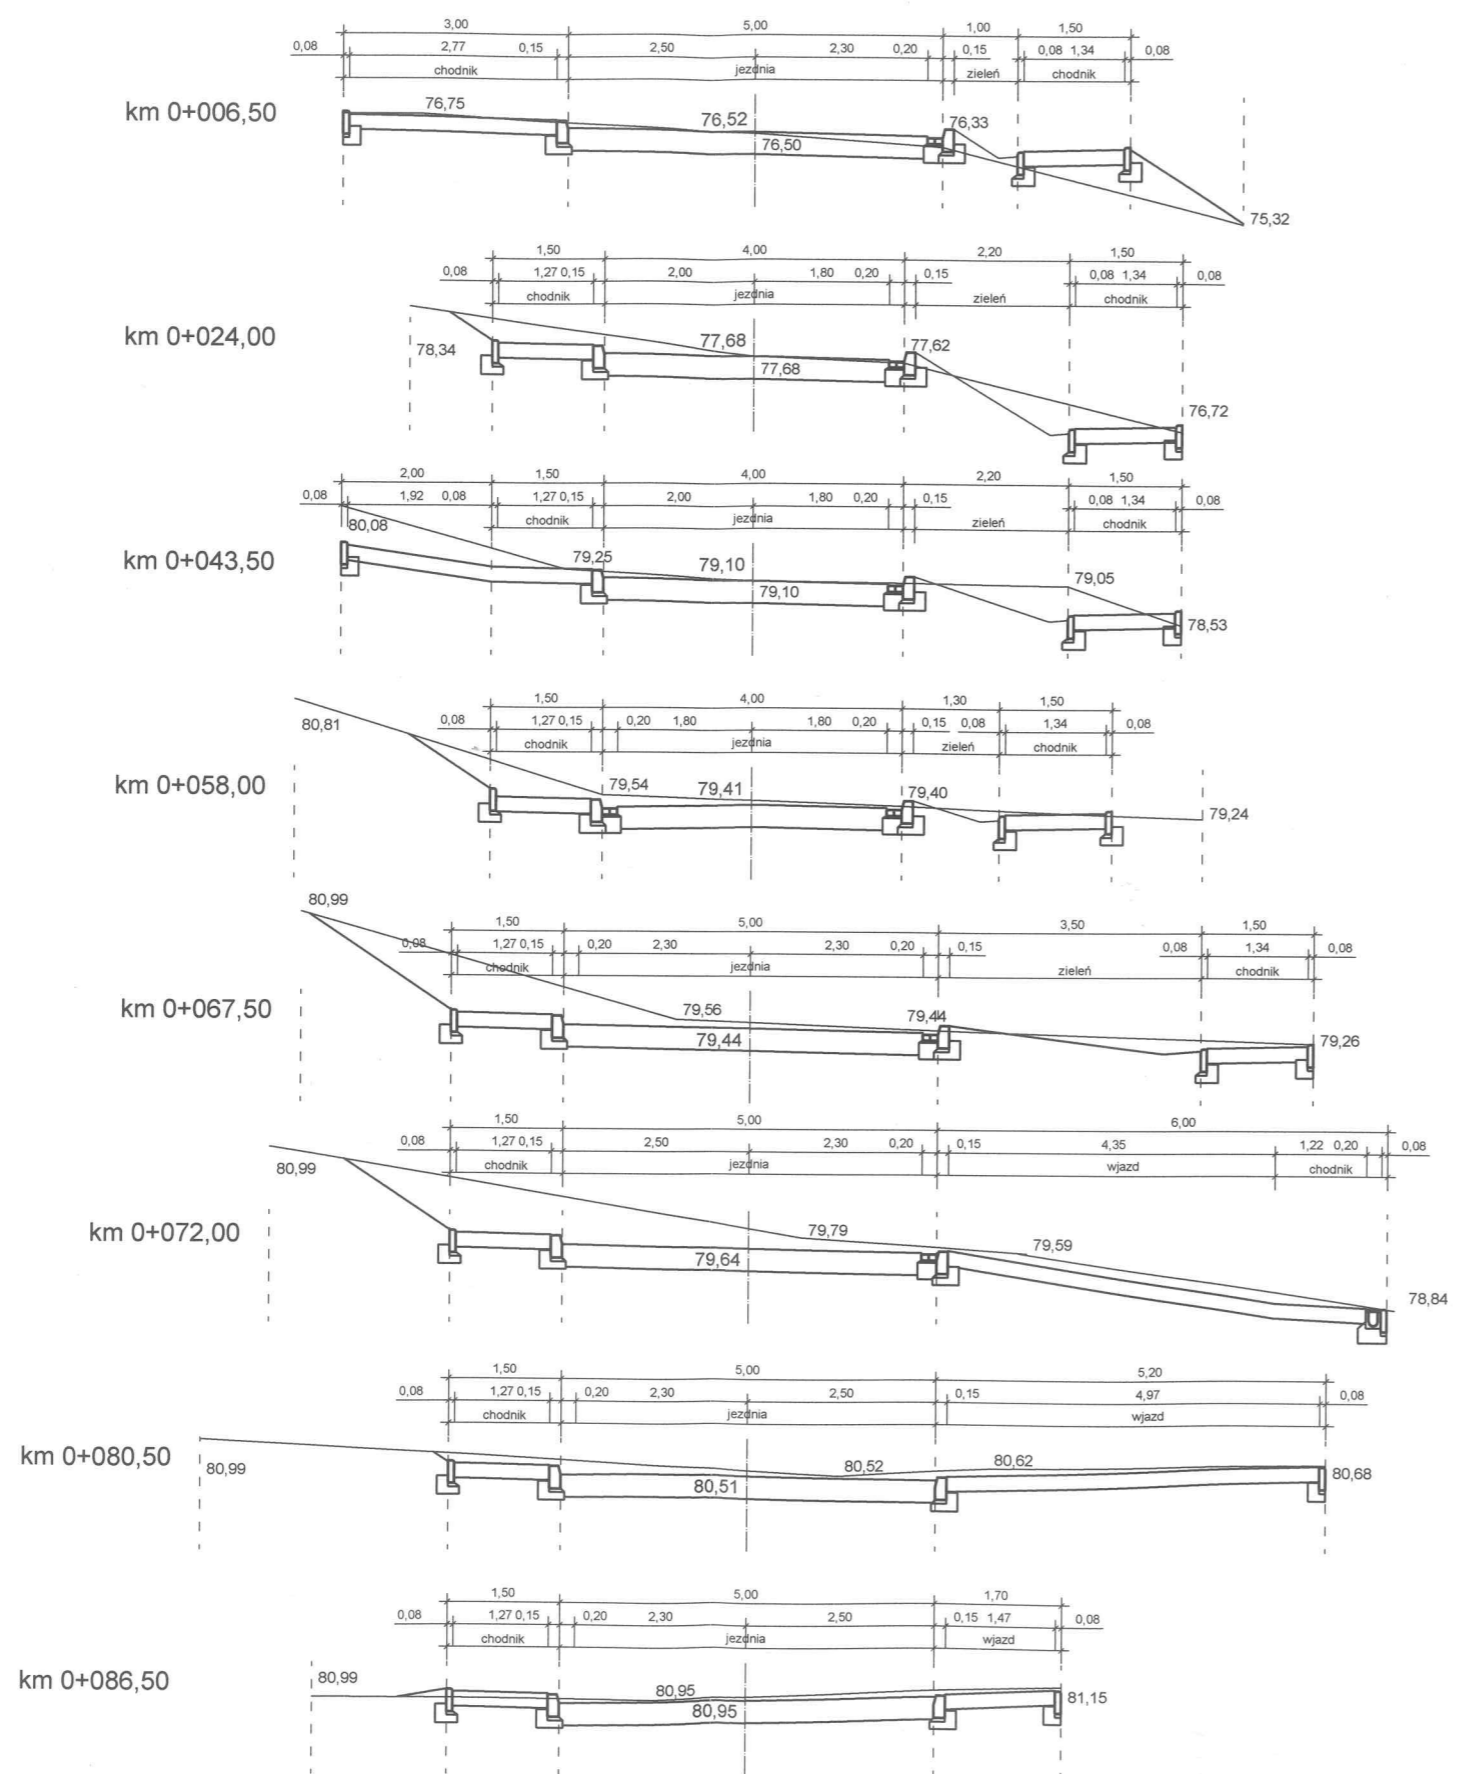 3,00 5,00 1,00 1,50
0,08 2,77 0,15 2,50 2,30 0,20 0,15 0,08 1,34 0,08
chodnik jezdnia zieleń chodnik
km 0+006,50 76,75 76,52 76,33
76,50
75,32
1,50 4,00 2,20 1,50
0,08 1,27 0,15 2,00 1,80 0,20 0,15 0,08 1,34 0,08
chodnik jezdnia zieleń chodnik
km 0+024,00 78,34 77,68 77,62
77,68
76,72
2,00 1,50 4,00 2,20 1,50
0,08 1,92 0,08 1,27 0,15 2,00 1,80 0,20 0,15 0,08 1,34 0,08
chodnik jezdnia zieleń chodnik
80,08
km 0+043,50 79,25 79,10 79,05
79,10
78,53
1,50 4,00 1,30 1,50
80,81 0,08 1,27 0,15 0,20 1,80 1,80 0,20 0,15 0,08 1,34 0,08
chodnik jezdnia zieleń chodnik
km 0+058,00 79,54 79,41 79,40
79,24
80,99
1,50 5,00 3,50 1,50
0,08 1,27 0,15 0,20 2,30 2,30 0,20 0,15 0,08 1,34 0,08
chodnik jezdnia zieleń chodnik
km 0+067,50 79,56 79,44
79,44 79,26
1,50 5,00 6,00
0,08 1,27 0,15 2,50 2,30 0,20 0,15 4,35 1,22 0,20 0,08
80,99 chodnik jezdnia wjazd chodnik
km 0+072,00 79,79 79,59
79,64
78,84
1,50 5,00 5,20
0,08 1,27 0,15 0,20 2,30 2,50 0,15 4,97 0,08
chodnik jezdnia wjazd
km 0+080,50 80,99 80,52 80,62 80,68
80,51
1,50 5,00 1,70
0,08 1,27 0,15 0,20 2,30 2,50 0,15 1,47 0,08
chodnik jezdnia wjazd
km 0+086,50 80,99 80,95 81,15
80,95